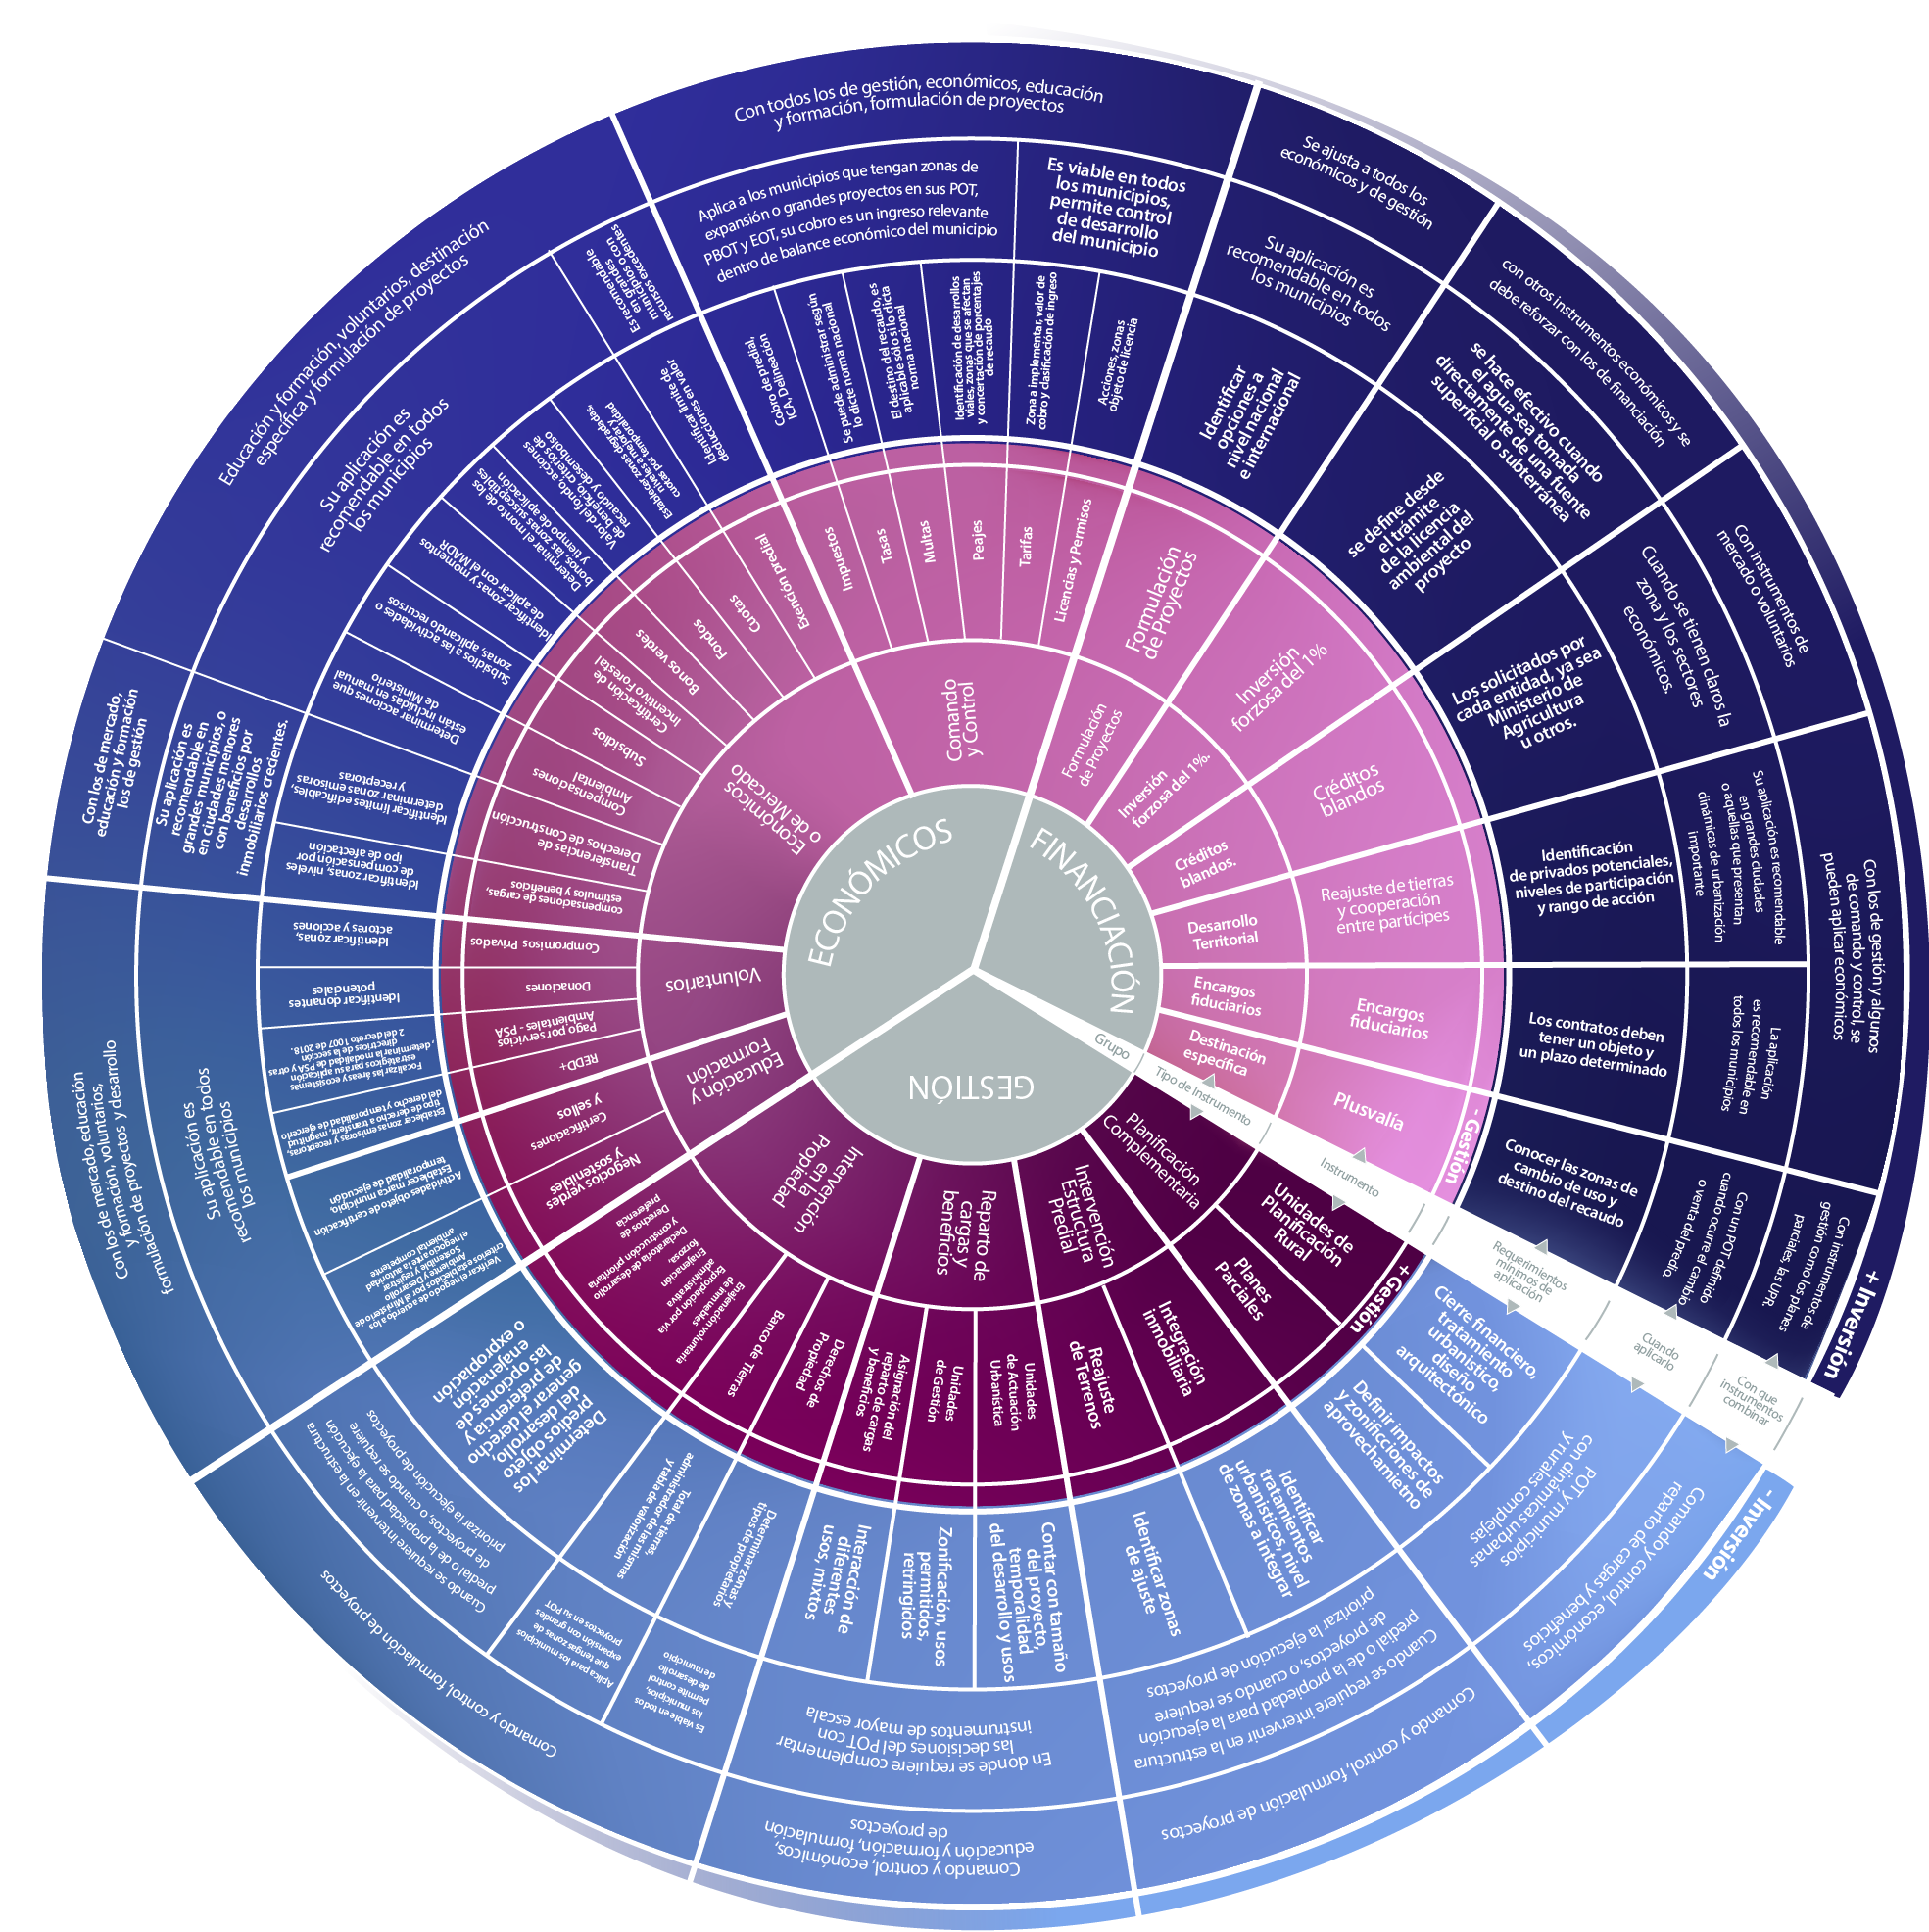 ECONÓMICOS
FINANCIACIÓN
GESTIÓN
Grupo
Tipo de Instrumento
Instrumento
Requerimientos
mínimos de
aplicación
Cuando
aplicarlo
Con que
instrumentos
combinar
Comando
y Control
Impuestos
Tasas
Multas
Peajes
Tarifas
Licencias y Permisos
Cobro de predial,
ICA, Delineación
Se puede administrar según
lo dicte norma nacional
El destino del recaudo, es
aplicable sólo si lo dicta
norma nacional
Identificación de desarrollos
viales, zonas que se afectan
y concertación de porcentajes
de recaudo
Zona a implementar, valor de
cobro y clasificación de ingreso
Acciones, zonas
objeto de licencia
Aplica a los municipios que tengan zonas de
expansión o grandes proyectos en sus POT,
PBOT y EOT, su cobro es un ingreso relevante
dentro de balance económico del municipio
Es viable en todos
los municipios,
permite control
de desarrollo
del municipio
Con todos los de gestión, económicos, educación
y formación, formulación de proyectos
Formulación
de Proyectos
Formulación
de Proyectos
Identificar
opciones a
nivel nacional
e internacional
Su aplicación es
recomendable en todos
los municipios
Se ajusta a todos los
económicos y de gestión
Inversión
forzosa del 1%.
Inversión
forzosa del 1%
se define desde
el trámite
de la licencia
ambiental del
proyecto
se hace efectivo cuando
el agua sea tomada
directamente de una fuente
superficial o subterránea
con otros instrumentos económicos y se
debe reforzar con los de financiación
Créditos
blandos.
Créditos
blandos
Los solicitados por
cada entidad, ya sea
Ministerio de
Agricultura
u otros.
Cuando se tienen claros la
zona y los sectores
económicos.
Con instrumentos de
mercado o voluntarios
Desarrollo
Territorial
Reajuste de tierras
y cooperación
entre partícipes
Identificación
de privados potenciales,
niveles de participación
y rango de acción
Su aplicación es recomendable
en grandes ciudades
o aquellas que presentan
dinámicas de urbanización
importante
Con los de gestión y algunos
de comando y control, se
pueden aplicar económicos
Encargos
fiduciarios
Encargos
fiduciarios
Los contratos deben
tener un objeto y
un plazo determinado
La aplicación
es recomendable en
todos los municipios
Destinación
específica
Plusvalía
- Gestión
Conocer las zonas de
cambio de uso y
destino del recaudo
Con un POT definido
cuando ocurre el cambio
o venta del predio.
Con instrumentos de
gestión como los planes
parciales, las UPR.
+ Inversión
Planificación
Complementaria
Unidades de
Planificación
Rural
Planes
Parciales
+ Gestión
Cierre financiero,
tratamiento
urbanístico,
diseño
arquitectónico
Definir impactos
y zonificciones de
aprovechamietno
POT y municipios
con dinámicas urbanas
y rurales complejas
Comando y control, económicos,
reparto de cargas y beneficios
- Inversión
Intervención
Estructura
Predial
Integración
inmobiliaria
Reajuste
de Terrenos
Identificar
tratamientos
urbanísticos, nivel
de zonas a integrar
Identificar zonas
de ajuste
Cuando se requiere intervenir en la estructura
predial o de la propiedad para la ejecución
de proyectos, o cuando se requiere
priorizar la ejecución de proyectos
Comando y control, formulación de proyectos
Reparto de
cargas y
beneficios
Unidades
de Actuación
Urbanística
Unidades
de Gestión
Asignación del
reparto de cargas
y beneficios
Contar con tamaño
del proyecto,
temporalidad
del desarrollo y usos
Zonificación, usos
permitidos,
retringidos
Interacción de
diferentes
usos, mixtos
En donde se requiere complementar
las decisiones del POT con
instrumentos de mayor escala
Comando y control, económicos,
educación y formación, formulación
de proyectos
Intervención
en la
Propiedad
Derechos de
Propiedad
Banco de Tierras
Enajenación voluntaria
de inmuebles
Expropiación por vía
administrativa
Enajenación
forzosa,
Declaratoria de desarrollo
y construcción prioritaria
Derechos de
preferencia
Determinar zonas y
tipos de propietarios
Total de tierras,
administrador de las mismas
y tabla de valorización
Determinar los
predios objeto
del desarrollo,
generar el derecho
de preferencia y
las opciones de
enajenación
o expropiación
Es viable en todos
los municipios,
permite control
de desarrollo
de municipio
Aplica para los municipios
que tengas zonas de
expansión con grandes
proyectos en su POT
Cuando se requiere intervenir en la estructura
predial o de la propiedad para la ejecución
de proyectos, o cuando se requiere
priorizar la ejecución de proyectos
Comando y control, formulación de proyectos
Educación y
Formación
Negocios verdes
y sostenibles
Certificaciones
y sellos
Verificar el negocio de acuerdo a los
criterios establecidos por el Ministerio de
Ambiente y Desarrollo
Sostenible y registrar
el negocio ante la autoridad
ambiental competente
Actividades objeto de certificación
Establecer marca municipio,
temporalidad de ejecución
Voluntarios
REDD+
Pago por servicios
Ambientales - PSA
Donaciones
Compromisos Privados
Establecer zonas emisoras y receptoras,
tipo de derecho a transferir, magnitud
del derecho y temporalidad de ejercerlo
Focalizar las áreas y ecosistemas
estratégicos para su aplicación
, determinar la modalidad de PSA y otras
directrices de la sección
2 del decreto 1007 de 2018.
Identificar donantes
potenciales
Identificar zonas,
actores y acciones
Su aplicación es
recomendable en todos
los municipios
Con los de mercado, educación
y formación, voluntarios,
formulación de proyectos y desarrollo
Económicos
o de Mercado
compensaciones de cargas,
estímulos y beneficios
Transferencias de
Derechos de Construcción
Compensaciones
Ambiental
Subsidios
Certificación de
Incentivo Forestal
Bonos verdes
Fondos
Cuotas
Exención predial
Identificar zonas, niveles
de compensación por
ipo de afectación
Identificar límites edificables,
determinar zonas emisoras
y receptoras
Determinar acciones que
están incluidas en manual
de Ministerio
Subsidios a las actividades o
zonas, aplicando recursos
Identificar zonas y momentos
de aplicar con el MADR
Determinar el monto de los
bonos, las zonas susceptibles
y tiempo de aplicación
Valor del fondo, acciones
de beneficio, criterios de
recaudo y desembolso
Establecer zonas degradadas,
niveles a mejorar y
cuotas por temporalidad
Identificar límite de
deducciones en valor
Su aplicación es
recomendable en
grandes municipios, o
en ciudades menores
con beneficios por
desarrollos
inmobiliarios crecientes.
Su aplicación es
recomendable en todos
los municipios
Es recomendable
en grandes
municipios o con
recursos excedentes
Con los de mercado,
educación y formación
los de gestión
Educación y formación, voluntarios, destinación
específica y formulación de proyectos